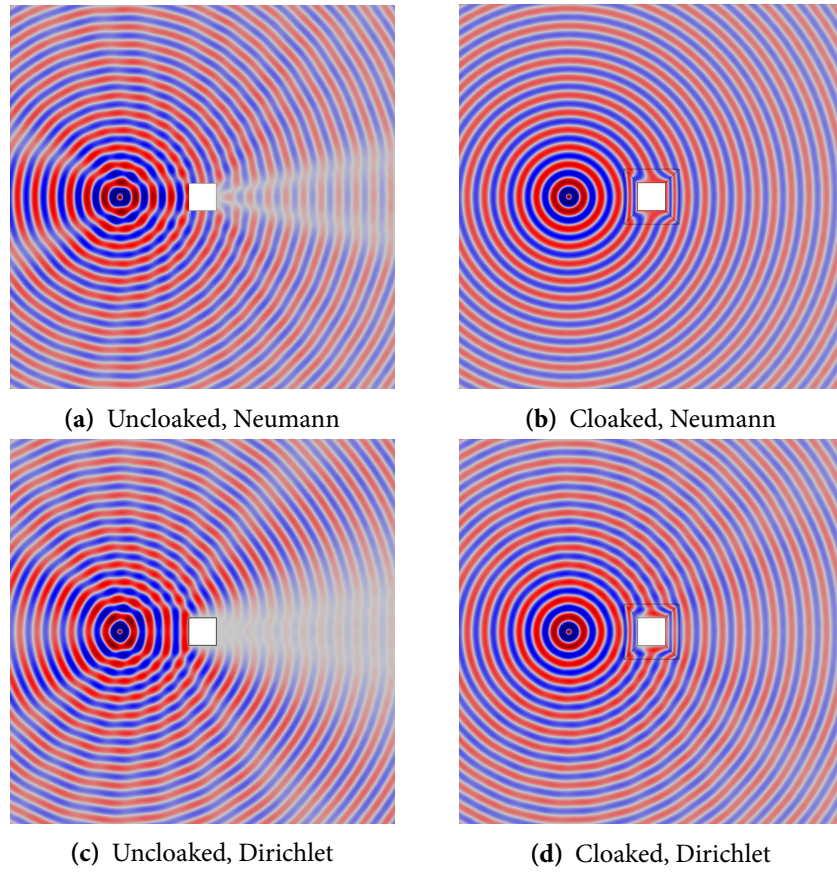 (a) Uncloaked, Neumann
(b) Cloaked, Neumann
(c) Uncloaked, Dirichlet
(d) Cloaked, Dirichlet